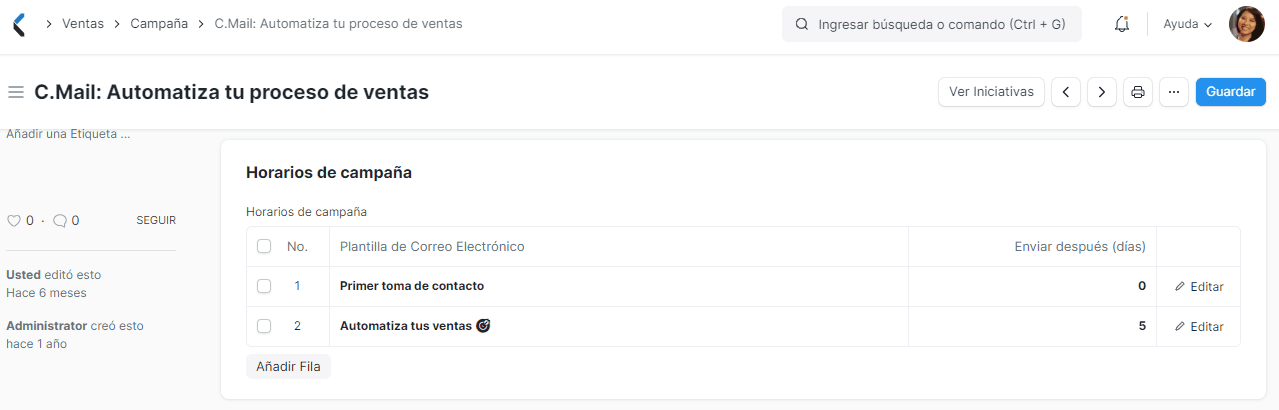 Ventas
Campaña
C.Mail: Automatiza tu proceso de ventas
Ingresar búsqueda o comando (Ctrl + G)
Ayuda
C.Mail: Automatiza tu proceso de ventas
Ver Iniciativas
Guardar
Añadir una Etiqueta ...
0 · 0
SEGUIR
Usted editó esto
Hace 6 meses
Administrator creó esto
hace 1 año
Horarios de campaña
Horarios de campaña
No. Plantilla de Correo Electrónico Enviar después (días)
1 Primer toma de contacto 0 Editar
2 Automatiza tus ventas 🎯 5 Editar
Añadir Fila